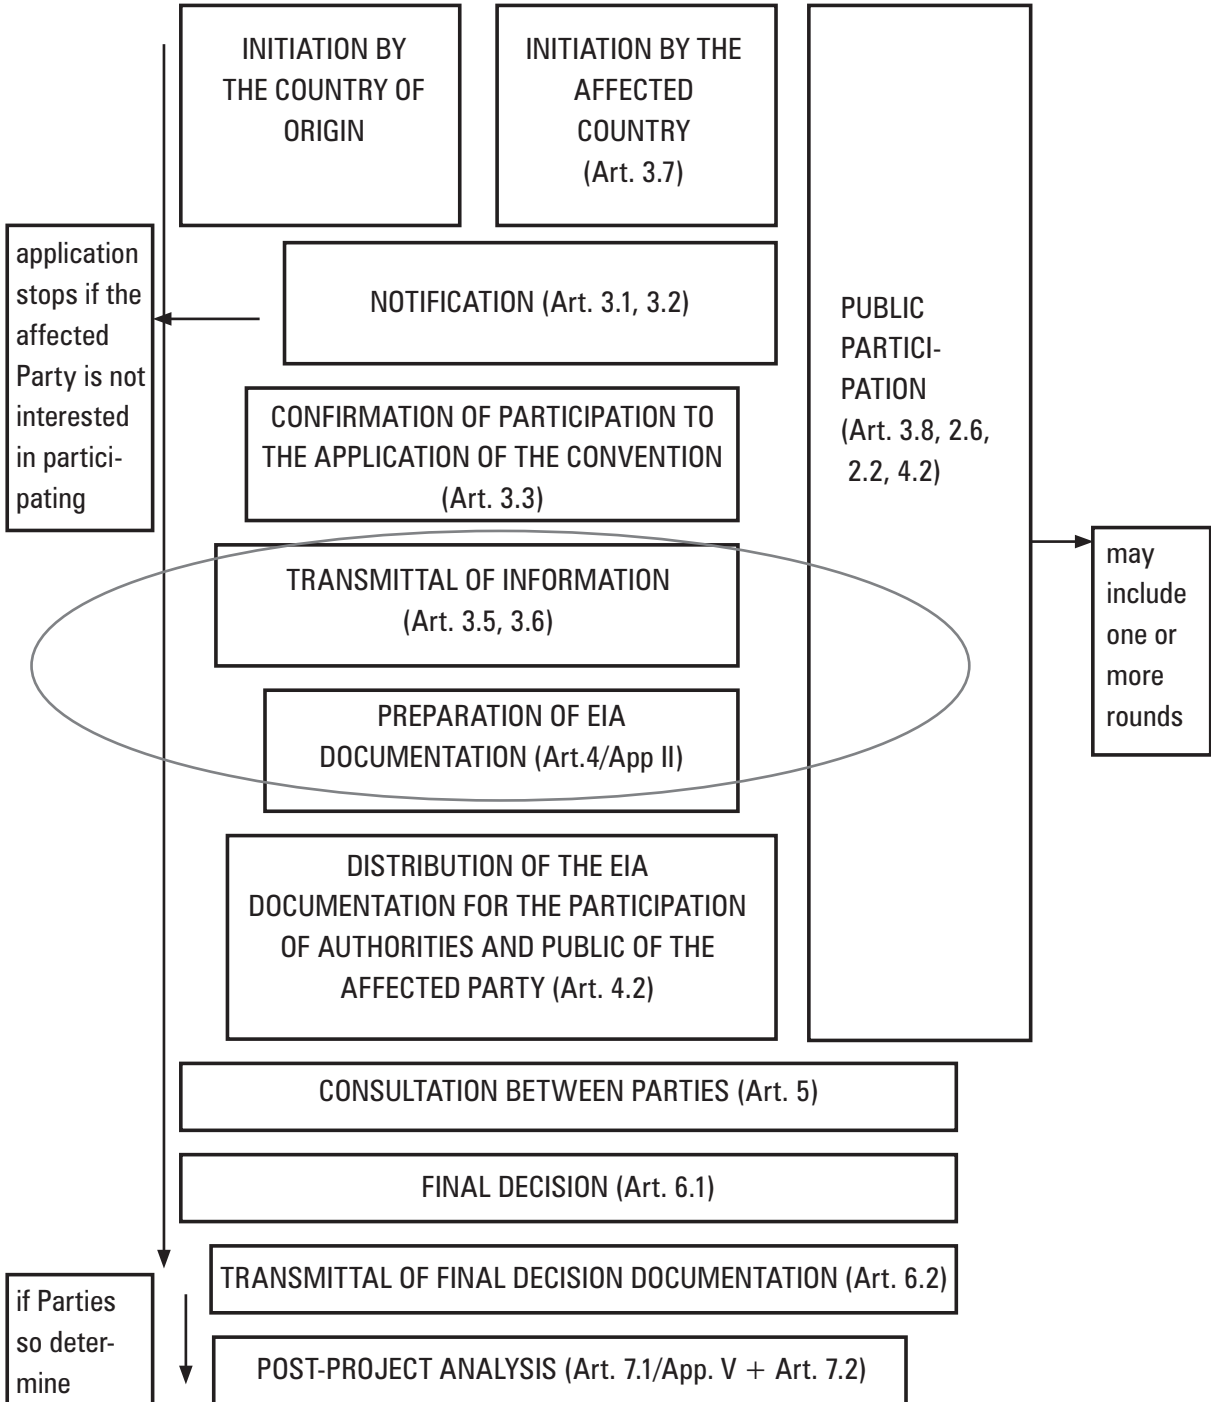 INITIATION BY
THE COUNTRY OF
ORIGIN
INITIATION BY THE
AFFECTED
COUNTRY
(Art. 3.7)
application
stops if the
affected
Party is not
interested
in partici-
pating
NOTIFICATION (Art. 3.1, 3.2)
PUBLIC
PARTICI-
PATION
(Art. 3.8, 2.6,
2.2, 4.2)
CONFIRMATION OF PARTICIPATION TO
THE APPLICATION OF THE CONVENTION
(Art. 3.3)
TRANSMITTAL OF INFORMATION
(Art. 3.5, 3.6)
may
include
one or
more
rounds
PREPARATION OF EIA
DOCUMENTATION (Art.4/App II)
DISTRIBUTION OF THE EIA
DOCUMENTATION FOR THE PARTICIPATION
OF AUTHORITIES AND PUBLIC OF THE
AFFECTED PARTY (Art. 4.2)
CONSULTATION BETWEEN PARTIES (Art. 5)
FINAL DECISION (Art. 6.1)
TRANSMITTAL OF FINAL DECISION DOCUMENTATION (Art. 6.2)
if Parties
so deter-
mine
POST-PROJECT ANALYSIS (Art. 7.1/App. V + Art. 7.2)